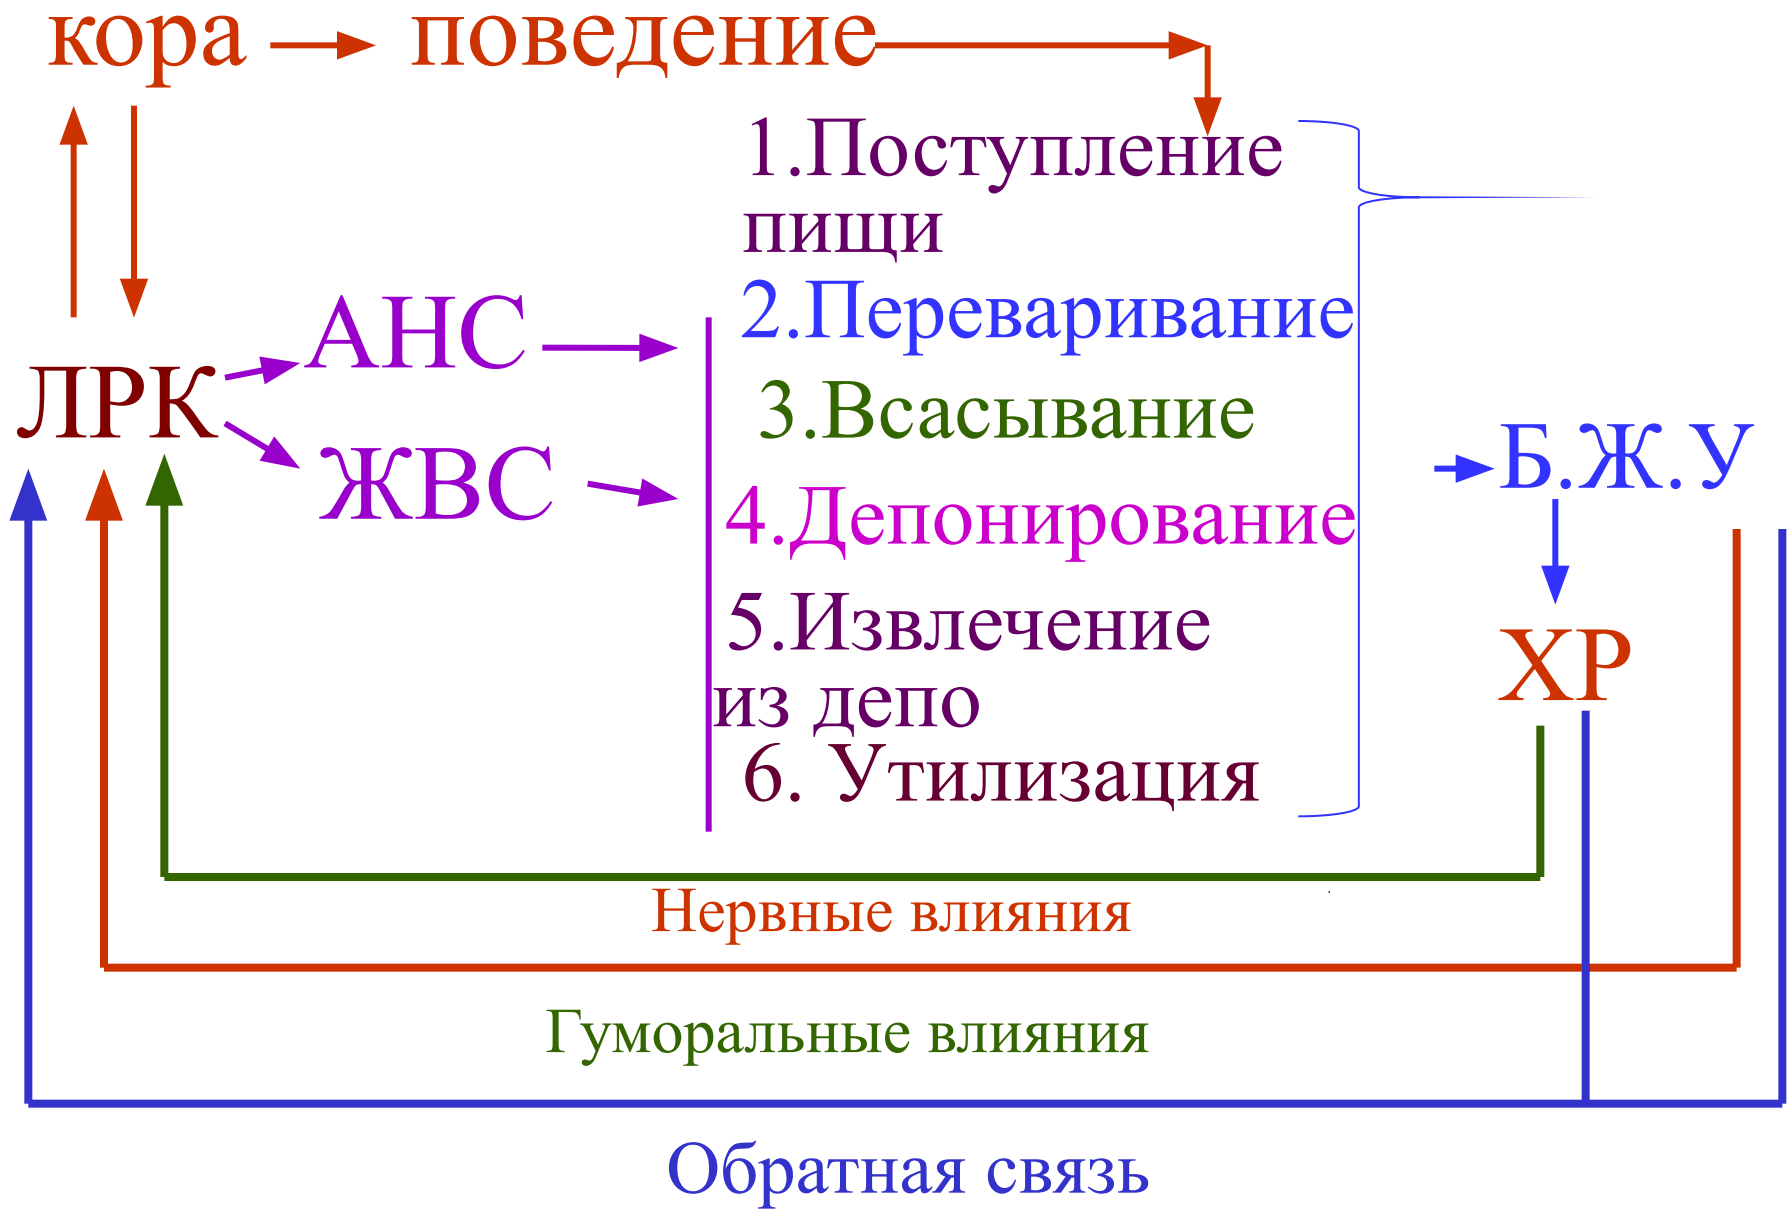 кора
поведение
1.Поступление
пищи
2.Переваривание
АНС
ЛРК
3.Всасывание
ЖВС
Б.Ж.У
4.Депонирование
5.Извлечение
ХР
из депо
6. Утилизация
Нервные влияния
Гуморальные влияния
Обратная связь